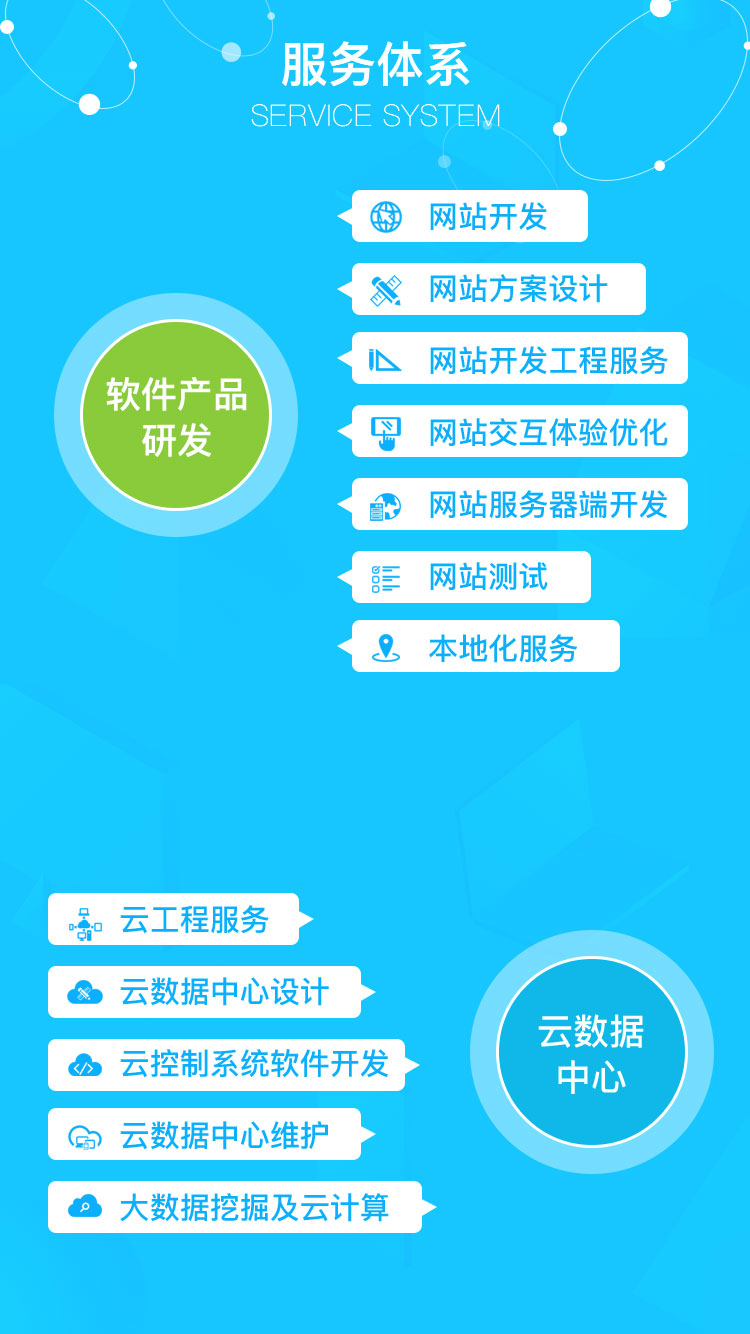 服务体系
SERVICE SYSTEM
软件产品
研发
网站开发
网站方案设计
网站开发工程服务
网站交互体验优化
网站服务器端开发
网站测试
本地化服务
云工程服务
云数据中心设计
云控制系统软件开发
云数据中心维护
大数据挖掘及云计算
云数据
中心